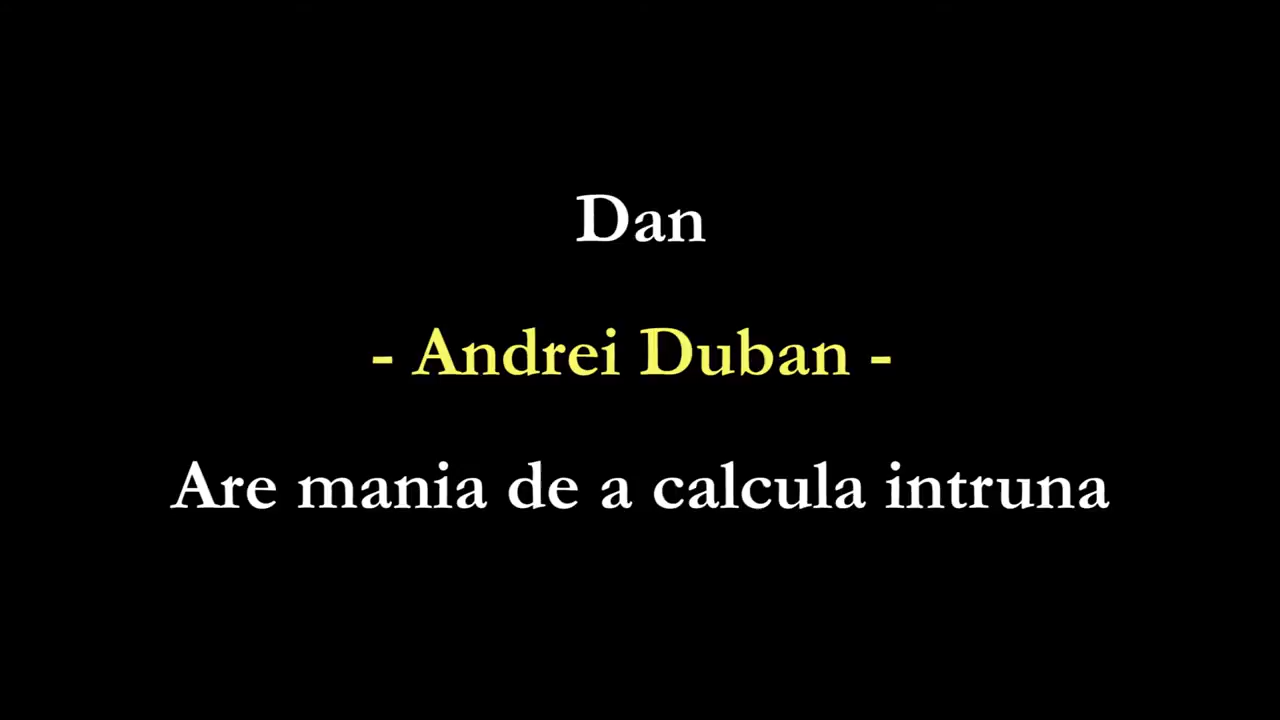 Dan
- Andrei Duban -
Are mania de a calcula intruna